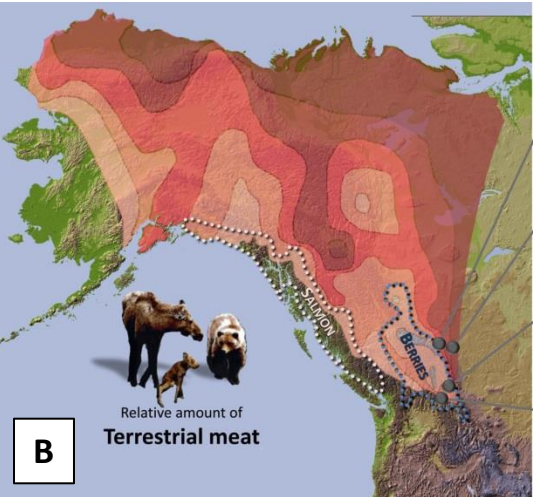 SALMON
BERRIES
Relative amount of
Terrestrial meat
B